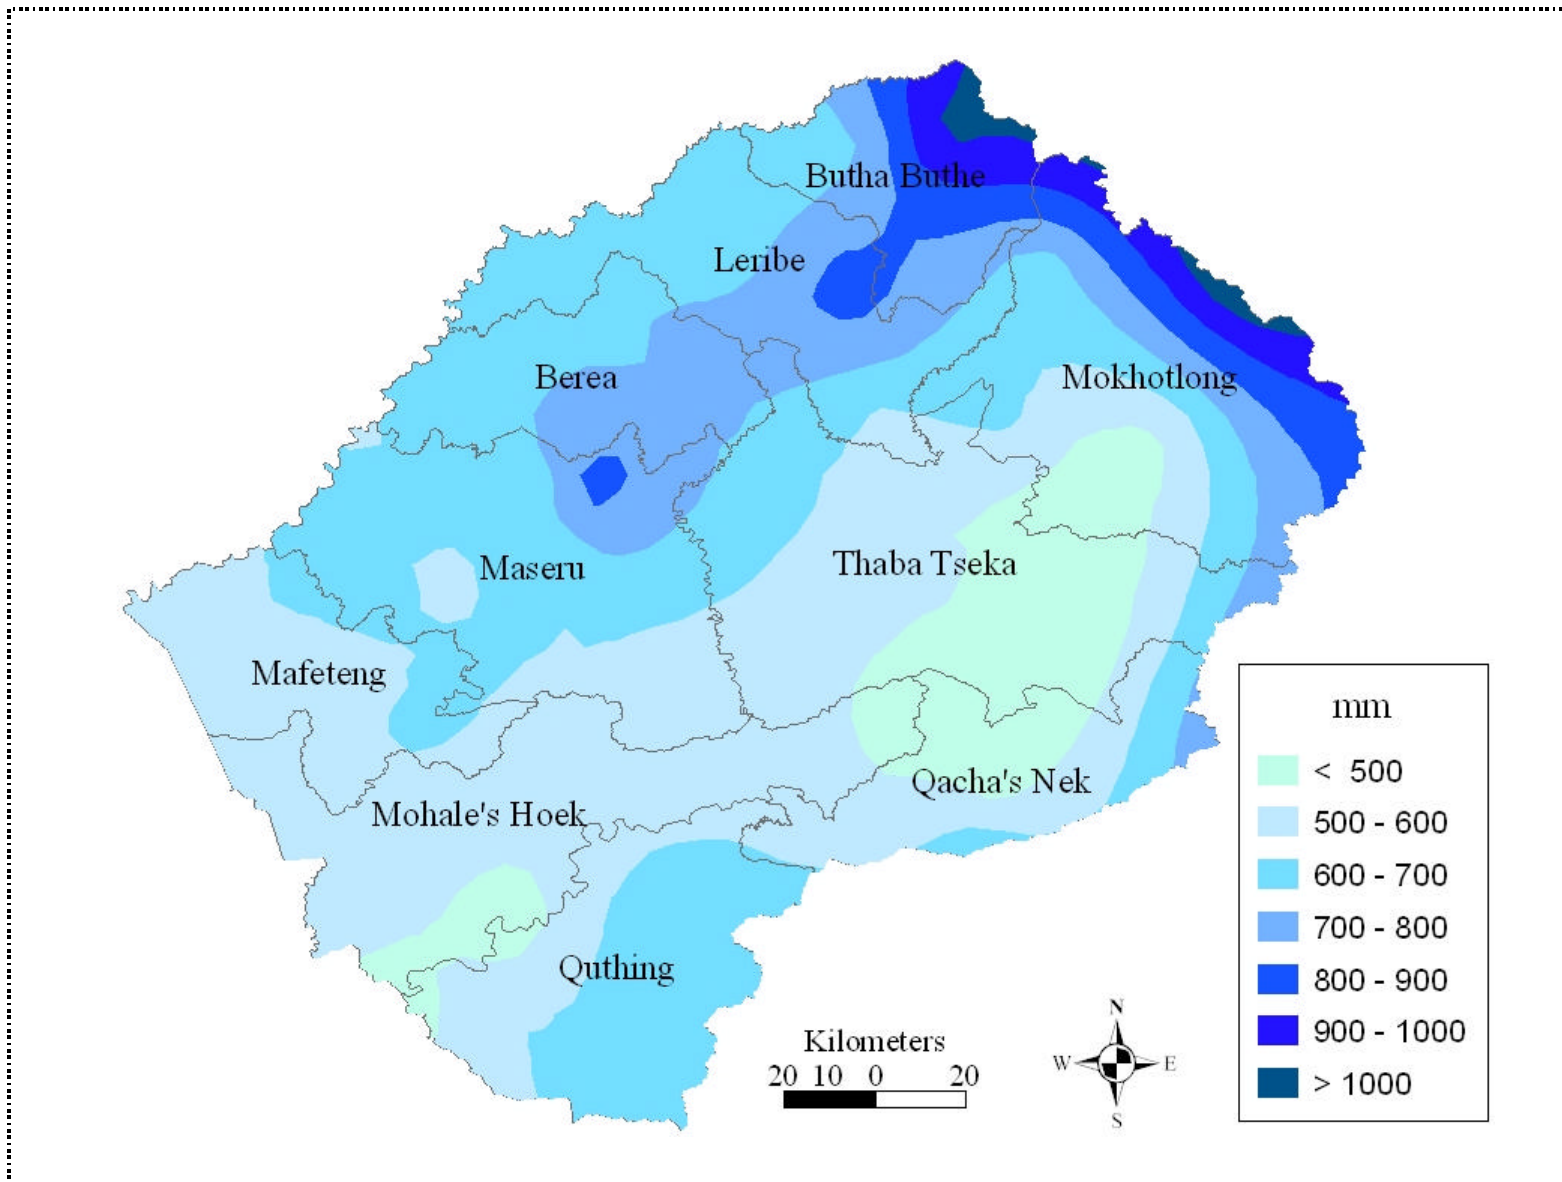 Butha Buthe
Leribe
Berea
Mokhotlong
Maseru
Thaba Tseka
Mafeteng
Qacha's Nek
Mohale's Hoek
Quthing
mm
< 500
500 - 600
600 - 700
700 - 800
800 - 900
900 - 1000
> 1000
Kilometers
20 10 0 20
N
W E
S